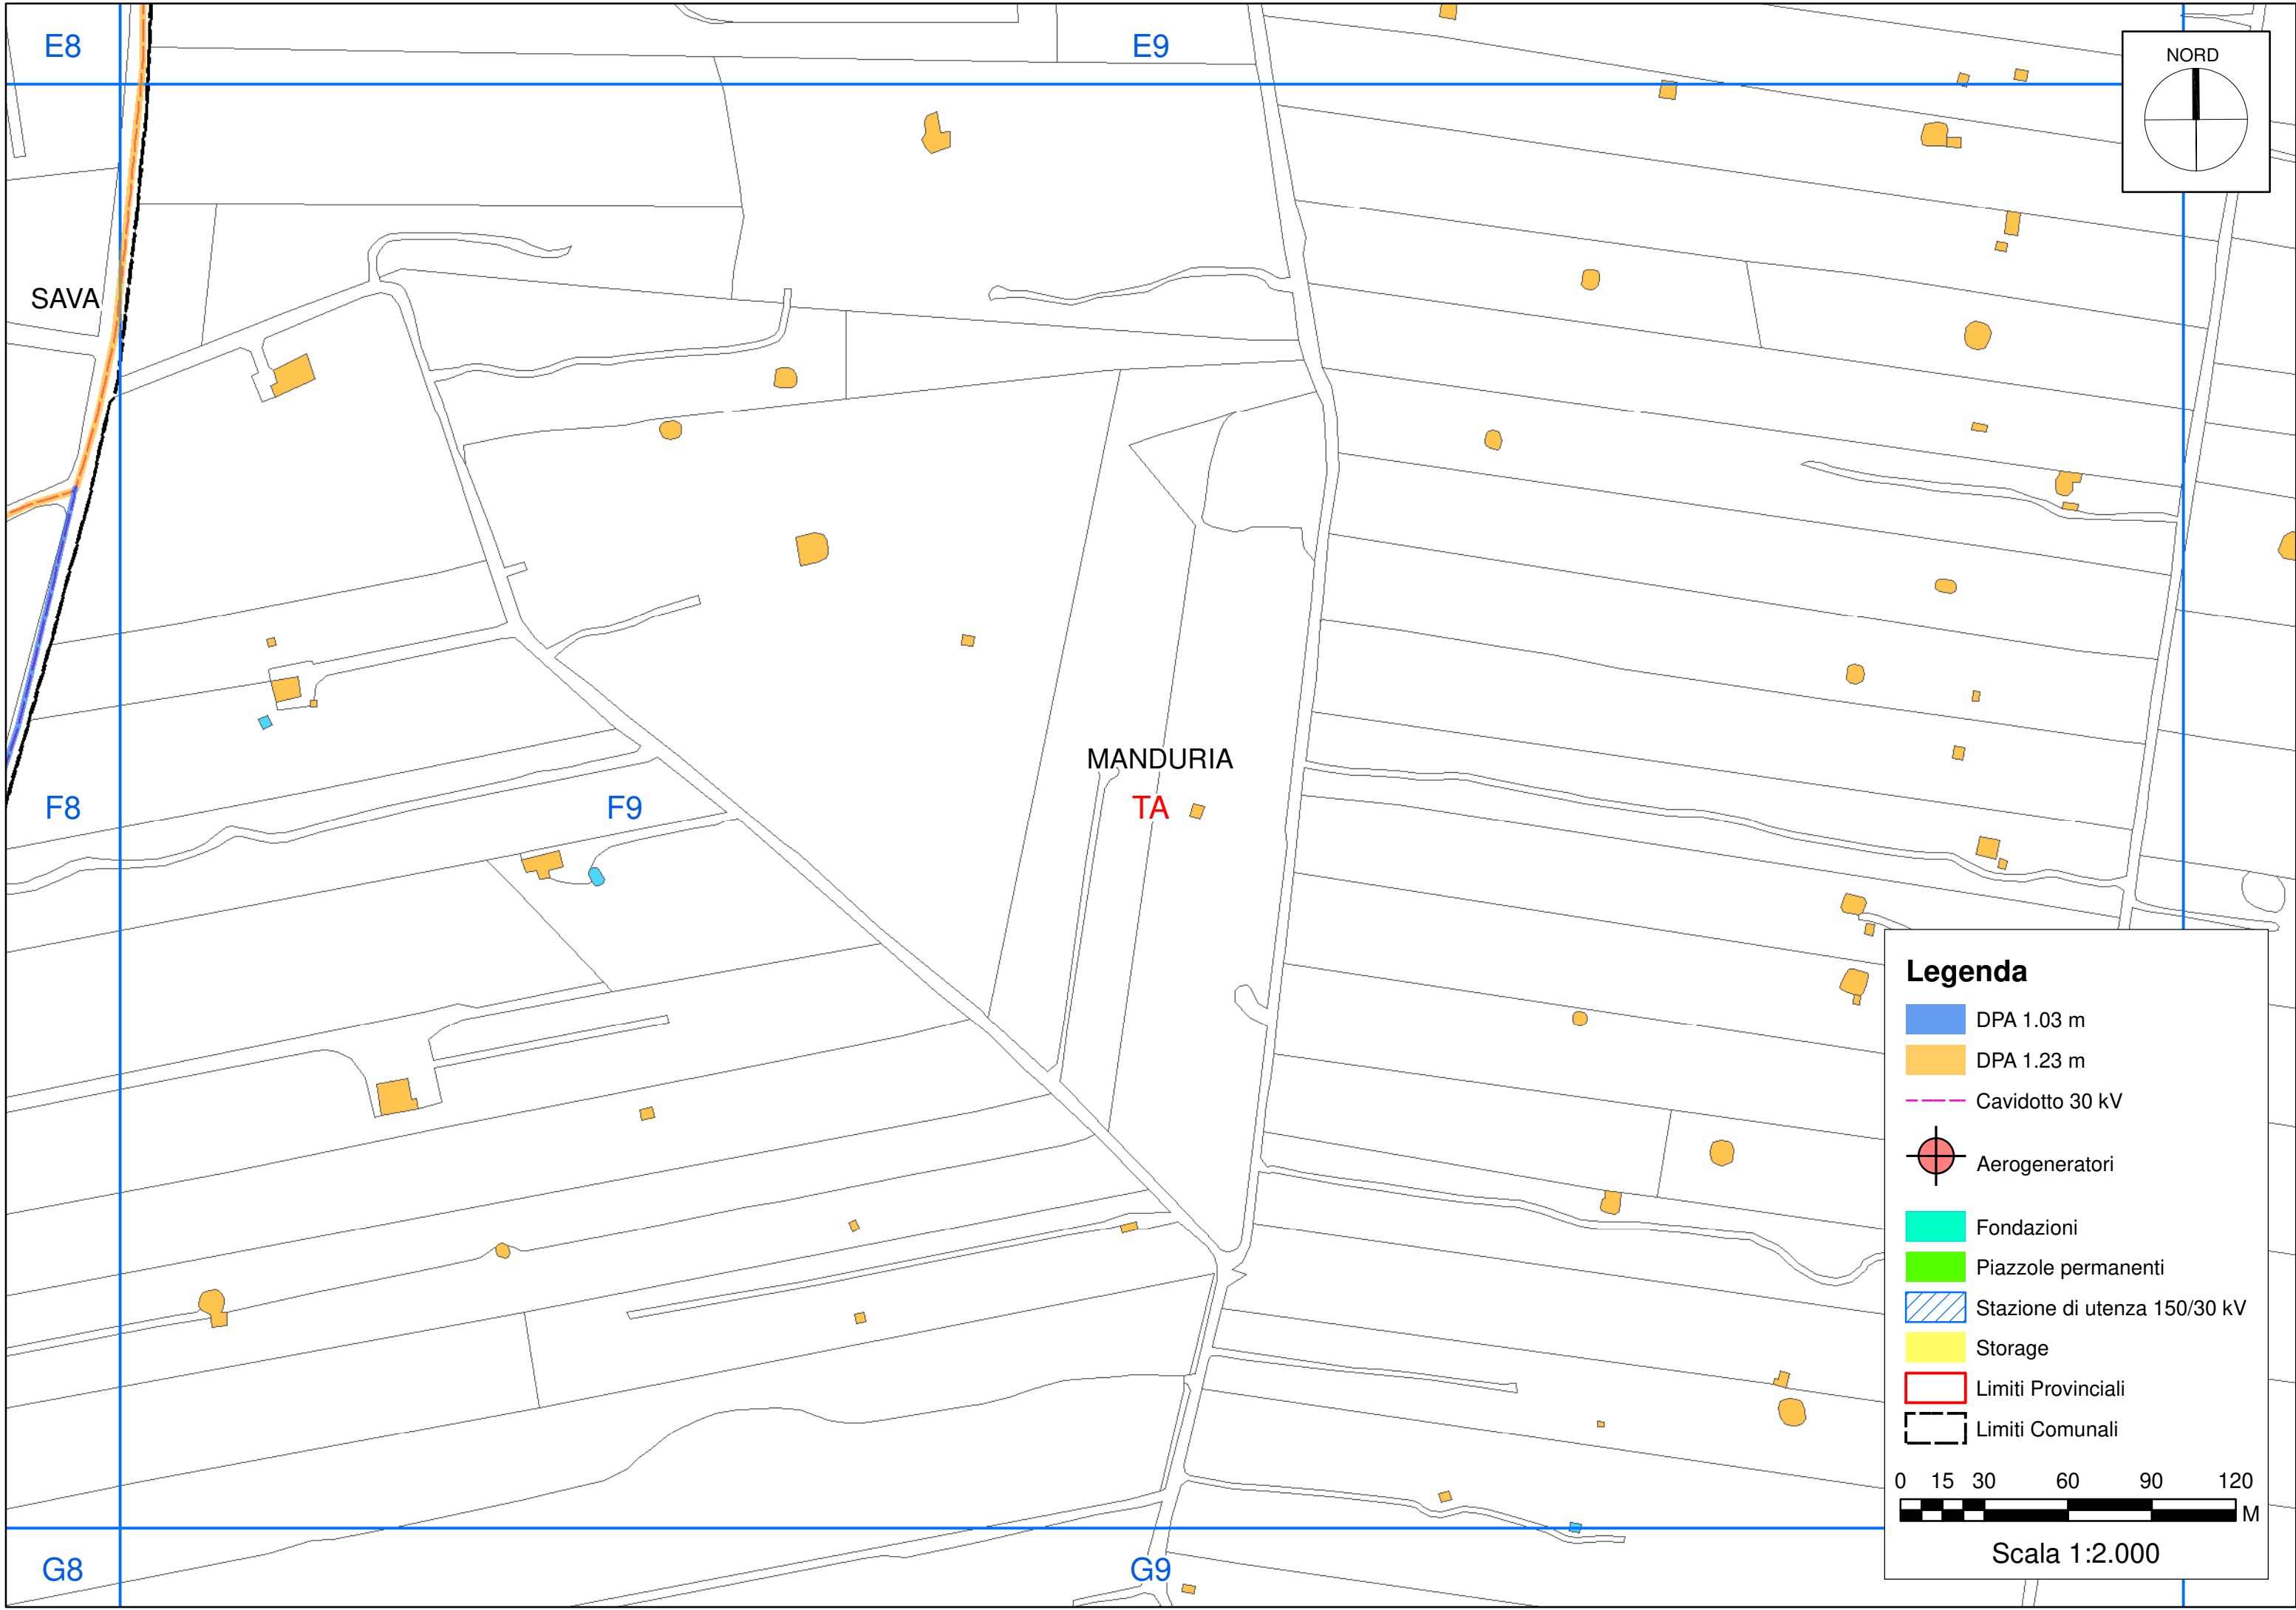 E8
E9
NORD
SAVA
MANDURIA
F8
F9
TA
Legenda
DPA 1.03 m
DPA 1.23 m
Cavidotto 30 kV
Aerogeneratori
Fondazioni
Piazzole permanenti
Stazione di utenza 150/30 kV
Storage
Limiti Provinciali
Limiti Comunali
0 15 30 60 90 120
M
Scala 1:2.000
G8
G9